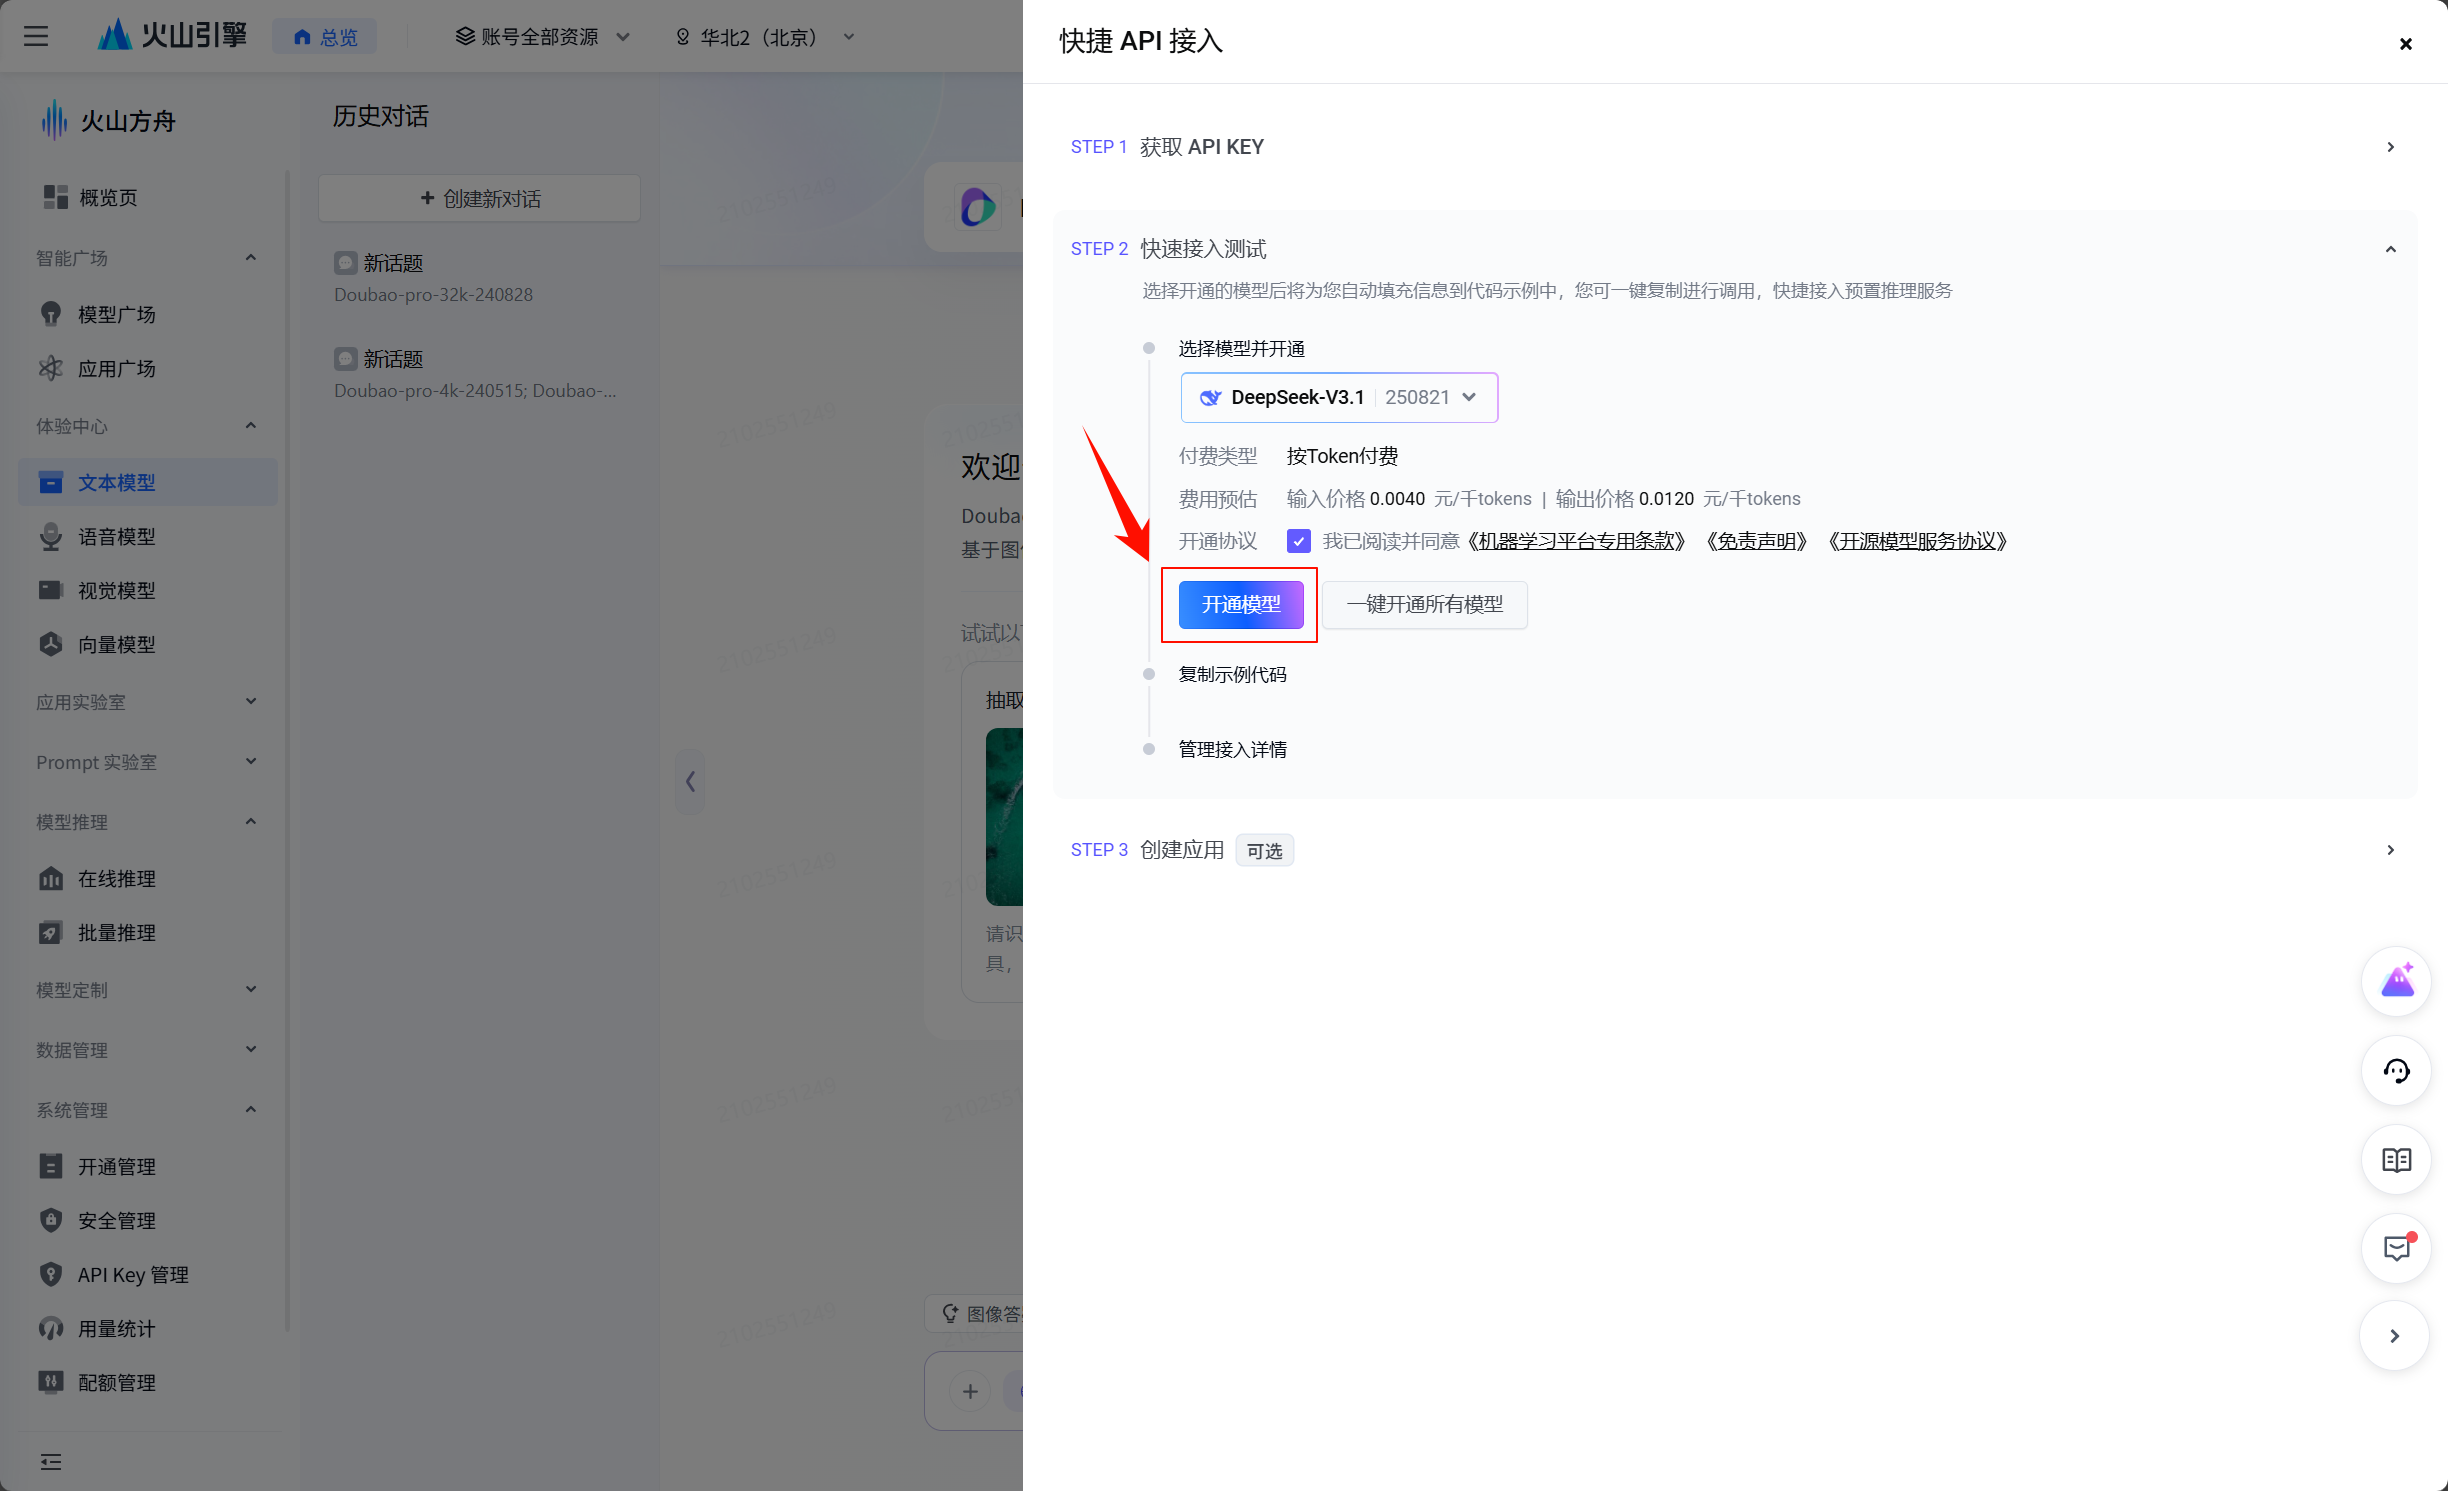 火山引擎
总览
账号全部资源
华北2（北京）
火山方舟
概览页
智能广场
模型广场
应用广场
体验中心
文本模型
语音模型
视觉模型
向量模型
应用实验室
Prompt 实验室
模型推理
在线推理
批量推理
模型定制
数据管理
系统管理
开通管理
安全管理
API Key 管理
用量统计
配额管理
历史对话
+ 创建新对话
新话题
Doubao-pro-32k-240828
新话题
Doubao-pro-4k-240515; Doubao-...
欢迎
Douba
基于图
试试以
抽取
请识
具，
图像答
2102551249
快捷 API 接入
STEP 1 获取 API KEY
STEP 2 快速接入测试
选择开通的模型后将为您自动填充信息到代码示例中，您可一键复制进行调用，快捷接入预置推理服务
选择模型并开通
DeepSeek-V3.1 | 250821
付费类型 按Token付费
费用预估 输入价格 0.0040 元/千tokens | 输出价格 0.0120 元/千tokens
开通协议 我已阅读并同意《机器学习平台专用条款》《免责声明》《开源模型服务协议》
开通模型 一键开通所有模型
复制示例代码
管理接入详情
STEP 3 创建应用 可选